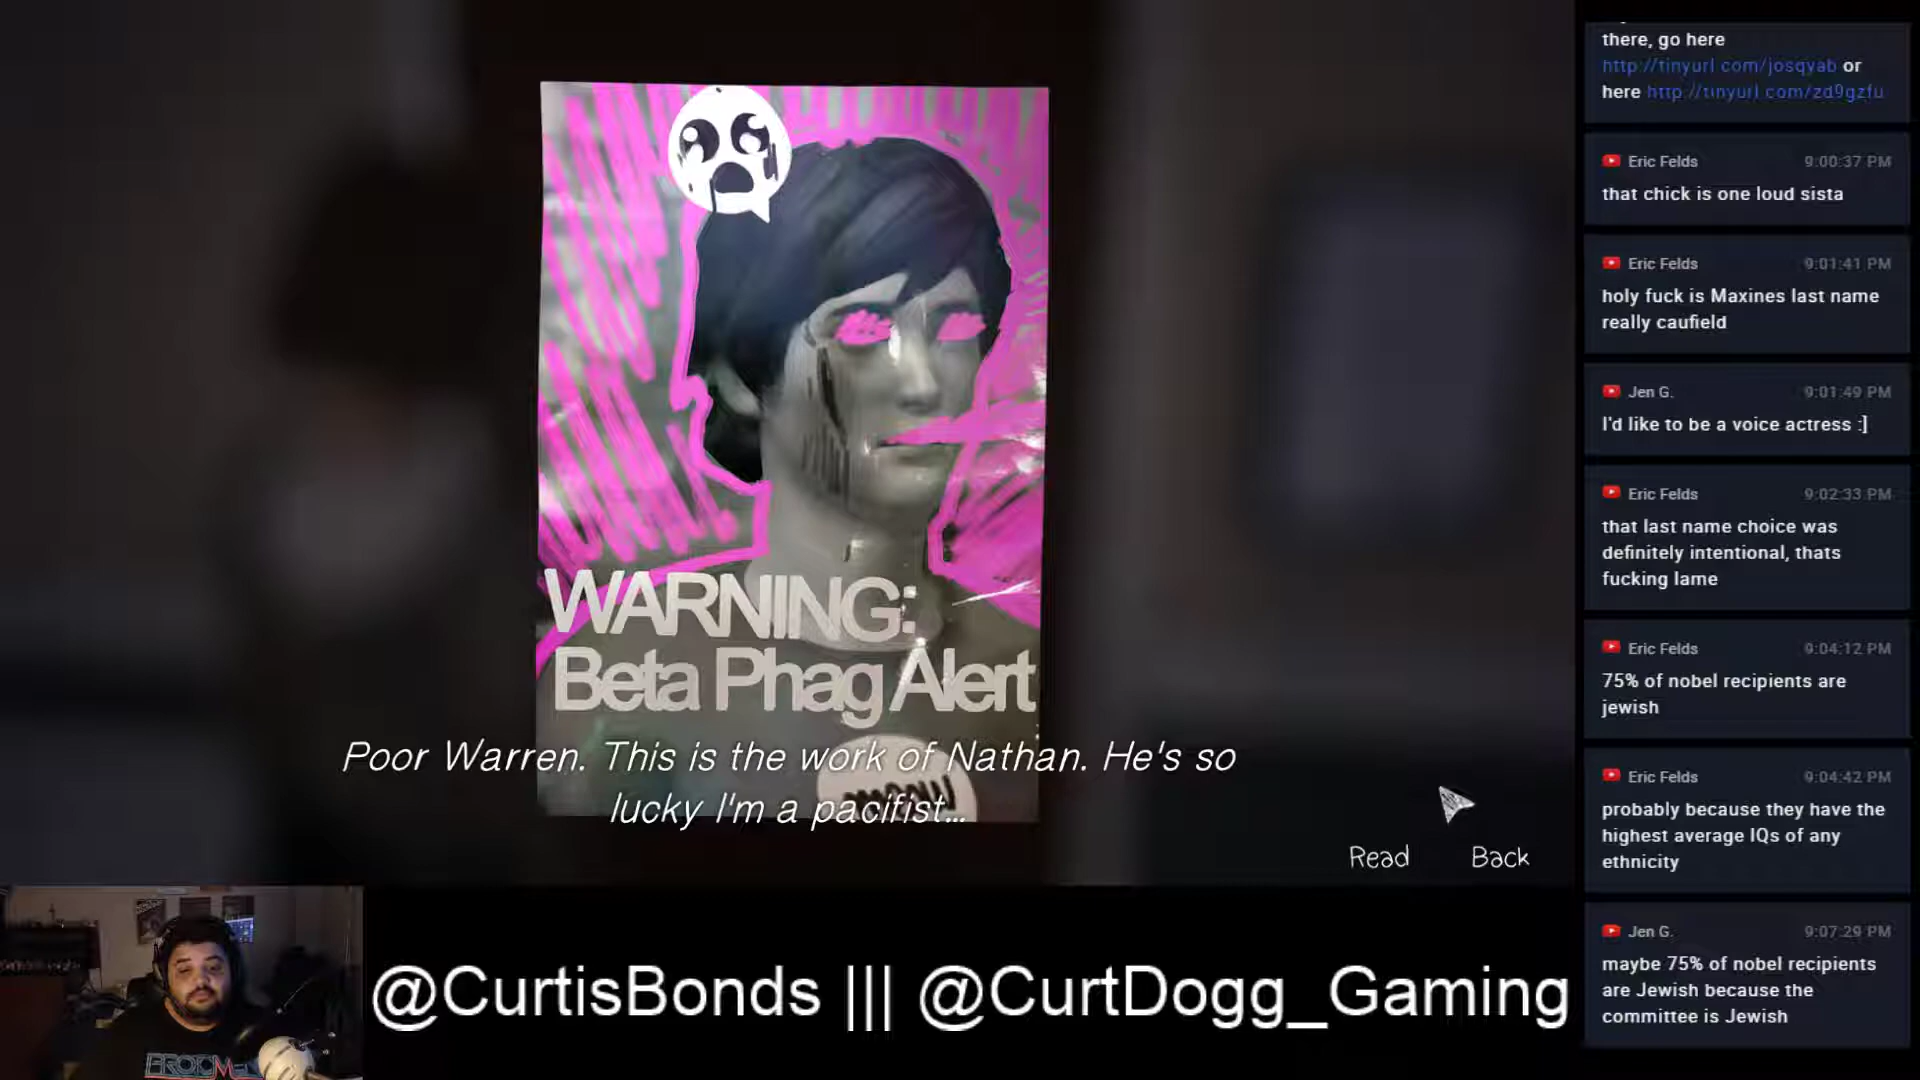 WARNING:
Beta Phag Alert
Poor Warren. This is the work of Nathan. He's so
lucky I'm a pacifist...
Read
Back
@CurtisBonds ||| @CurtDogg_Gaming
there, go here
http://tinyurl.com/josqyab or
here http://tinyurl.com/zd9gzfu
Eric Felds
9:00:37 PM
that chick is one loud sista
Eric Felds
9:01:41 PM
holy fuck is Maxines last name
really caufield
Jen G.
9:01:49 PM
I'd like to be a voice actress :]
Eric Felds
9:02:33 PM
that last name choice was
definitely intentional, thats
fucking lame
Eric Felds
9:04:12 PM
75% of nobel recipients are
jewish
Eric Felds
9:04:42 PM
probably because they have the
highest average IQs of any
ethnicity
Jen G.
9:07:29 PM
maybe 75% of nobel recipients
are Jewish because the
committee is Jewish